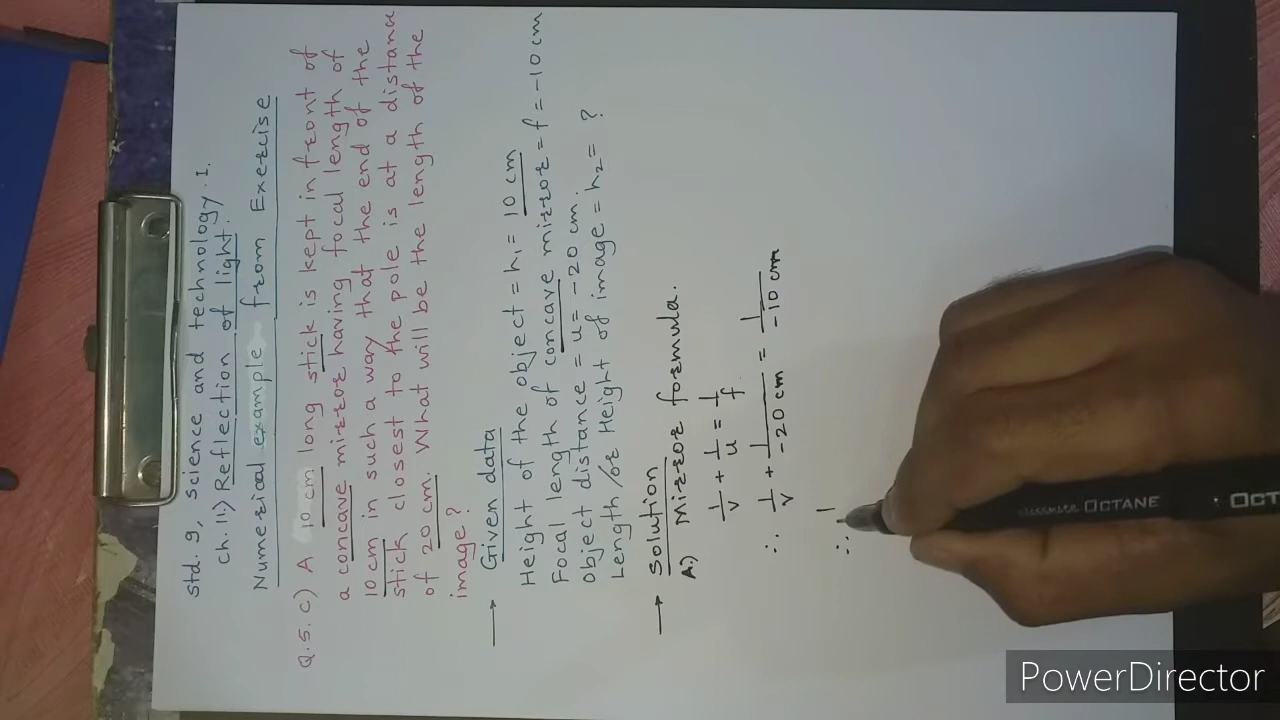 Std. 9, Science and technology.
Ch. 11.) Reflection of light. I.
Numerical example from Exercise
Q.5. C) A 10 cm long stick is kept in front of
a concave mirror having focal length of
10 cm in such a way that the end of the
stick closest to the pole is at a distance
of 20 cm. What will be the length of the
image?
→ Given data
Height of the object = h1 = 10 cm
Focal length of concave mirror = f = -10 cm
Object distance = u = -20 cm.
Length/or Height of image = h2 = ?
→ Solution
A.) Mirror formula.
1/v + 1/u = 1/f
∴ 1/v + 1/-20 cm = 1/-10 cm
∴ 1
classmate OCTANE
OCT
PowerDirector